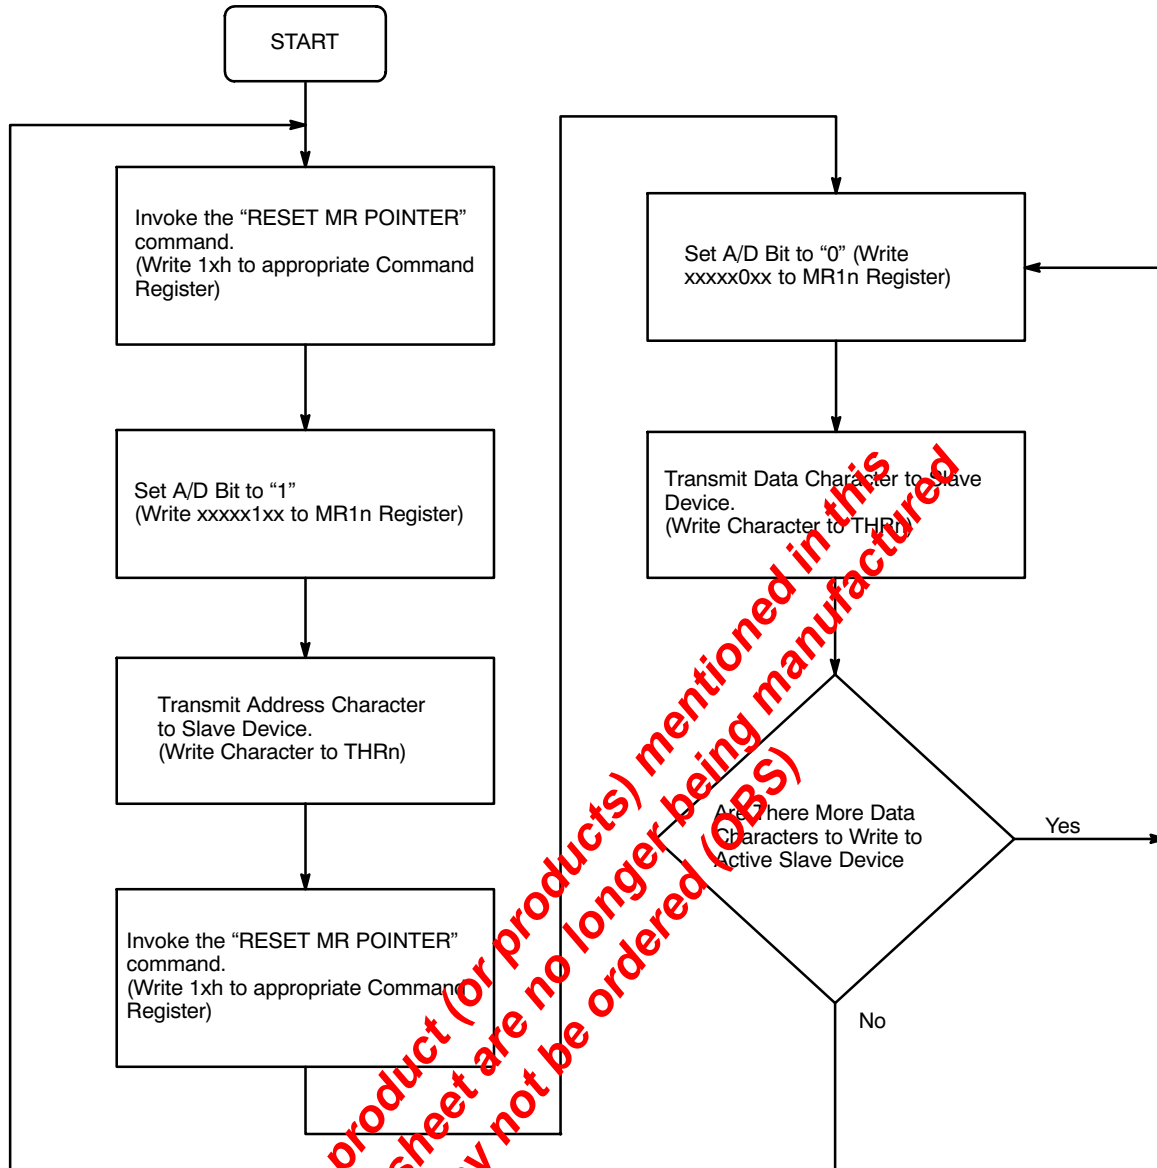 START
Invoke the “RESET MR POINTER”
command.
(Write 1xh to appropriate Command
Register)
Set A/D Bit to “1”
(Write xxxxx1xx to MR1n Register)
Transmit Address Character
to Slave Device.
(Write Character to THRn)
Invoke the “RESET MR POINTER”
command.
(Write 1xh to appropriate Command
Register)
Set A/D Bit to “0” (Write
xxxxx0xx to MR1n Register)
Transmit Data Character to Slave
Device.
(Write Character to THRn)
Are There More Data
Characters to Write to
Active Slave Device
Yes
No
product (or products) mentioned in this
sheet are no longer being manufactured
not be ordered (OBS)